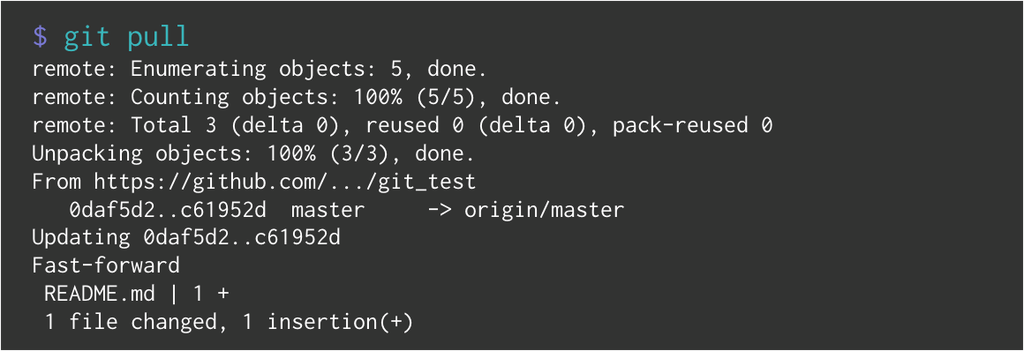 $ git pull
remote: Enumerating objects: 5, done.
remote: Counting objects: 100% (5/5), done.
remote: Total 3 (delta 0), reused 0 (delta 0), pack-reused 0
Unpacking objects: 100% (3/3), done.
From https://github.com/.../git_test
   0daf5d2..c61952d  master     -> origin/master
Updating 0daf5d2..c61952d
Fast-forward
 README.md | 1 +
 1 file changed, 1 insertion(+)